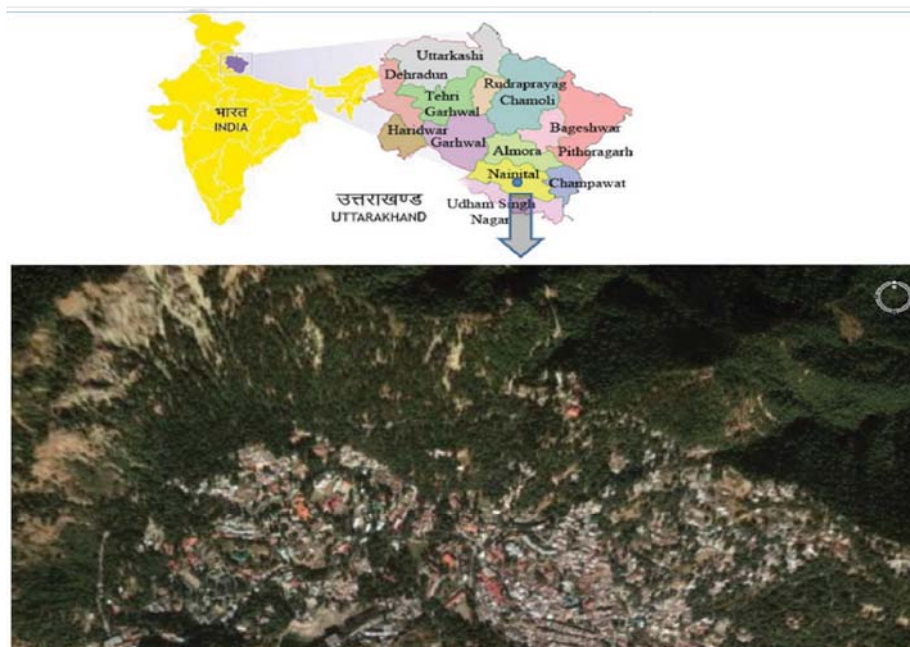 भारत
INDIA
उत्तराखण्ड
UTTARAKHAND
Uttarkashi
Dehradun
Rudraprayag
Tehri
Garhwal
Chamoli
Haridwar
Garhwal
Bageshwar
Almora
Pithoragarh
Nainital
Champawat
Udham Singh
Nagar